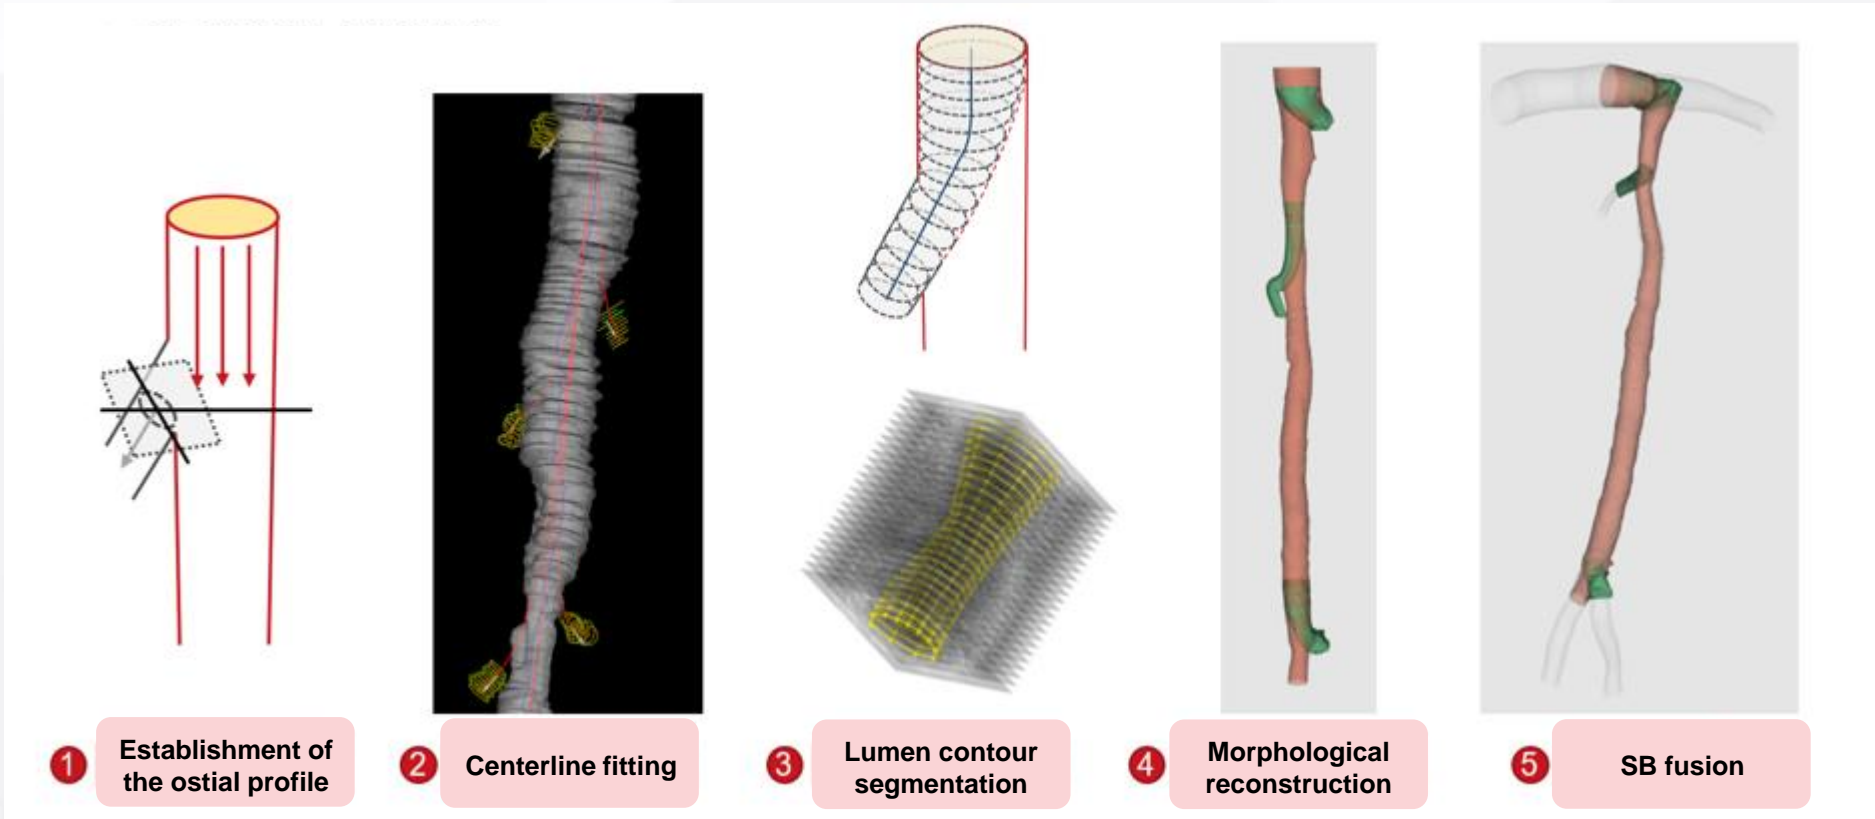 1
Establishment of
the ostial profile
2
Centerline fitting
3
Lumen contour
segmentation
4
Morphological
reconstruction
5
SB fusion